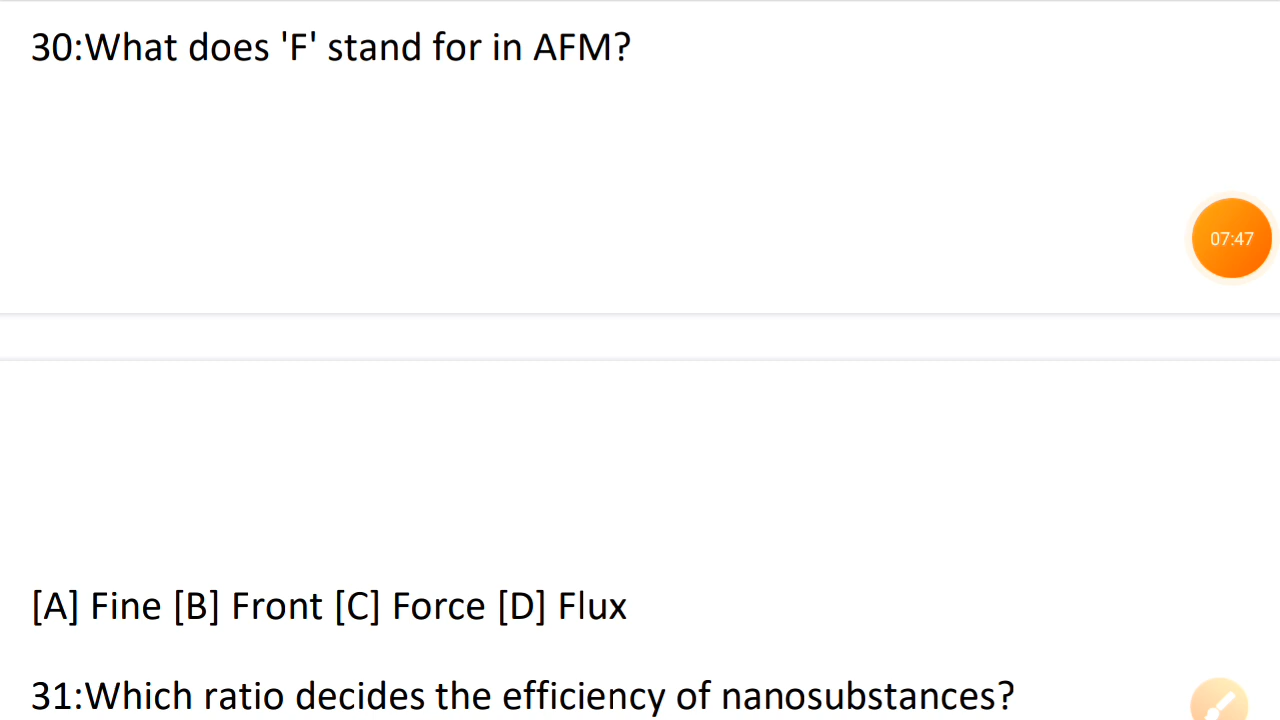 30:What does 'F' stand for in AFM?
07:47
[A] Fine [B] Front [C] Force [D] Flux
31:Which ratio decides the efficiency of nanosubstances?